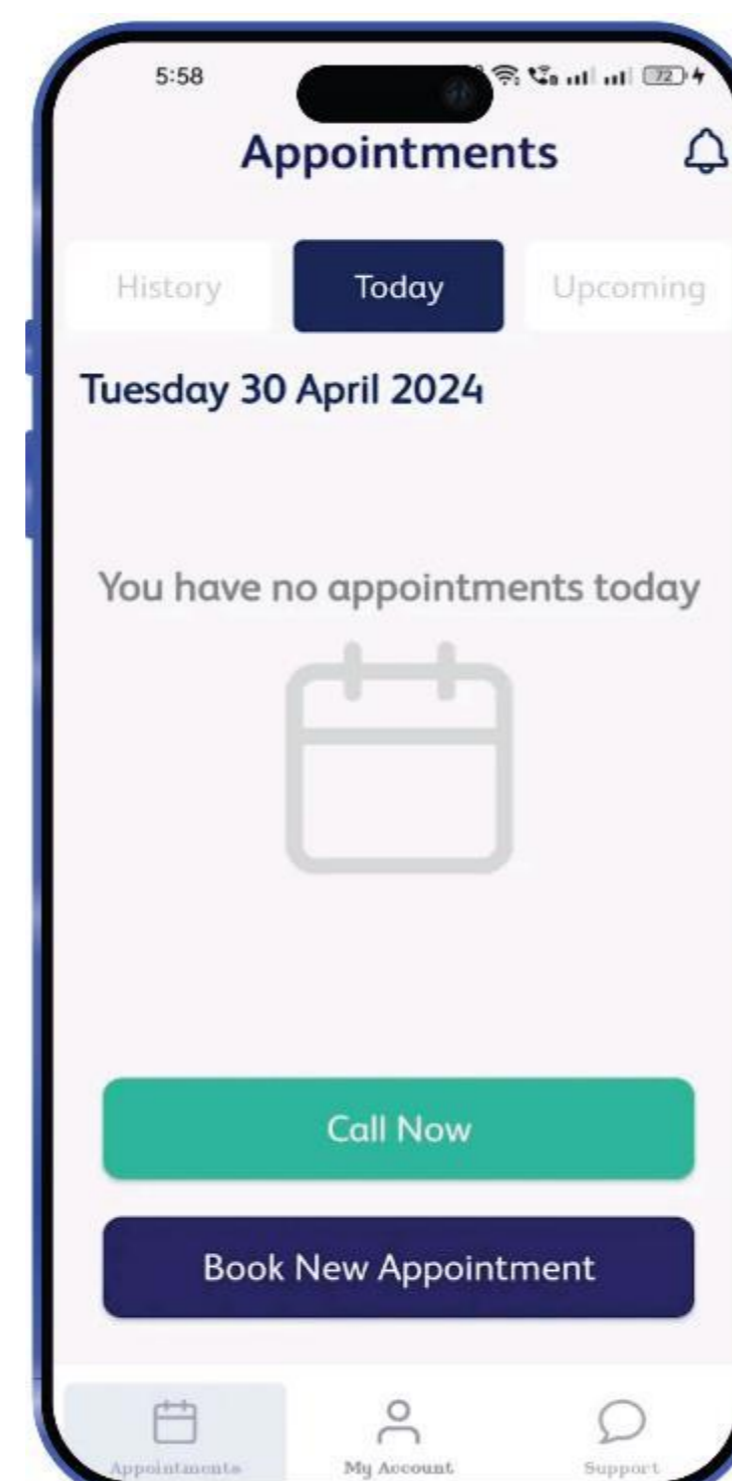 5:58
72
Appointments
History Today Upcoming
Tuesday 30 April 2024
You have no appointments today
Call Now
Book New Appointment
Appointments My Account Support